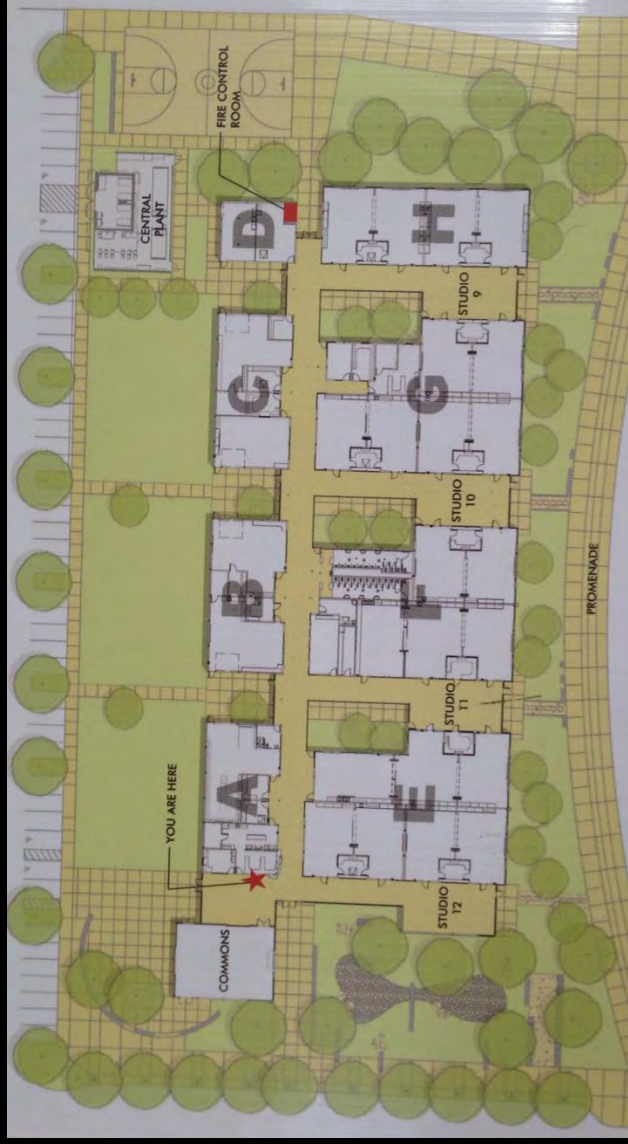 FIRE CONTROL
ROOM
CENTRAL
PLANT
D
H
STUDIO
9
C
G
STUDIO
10
B
F
PROMENADE
STUDIO
11
YOU ARE HERE
A
E
STUDIO
12
COMMONS